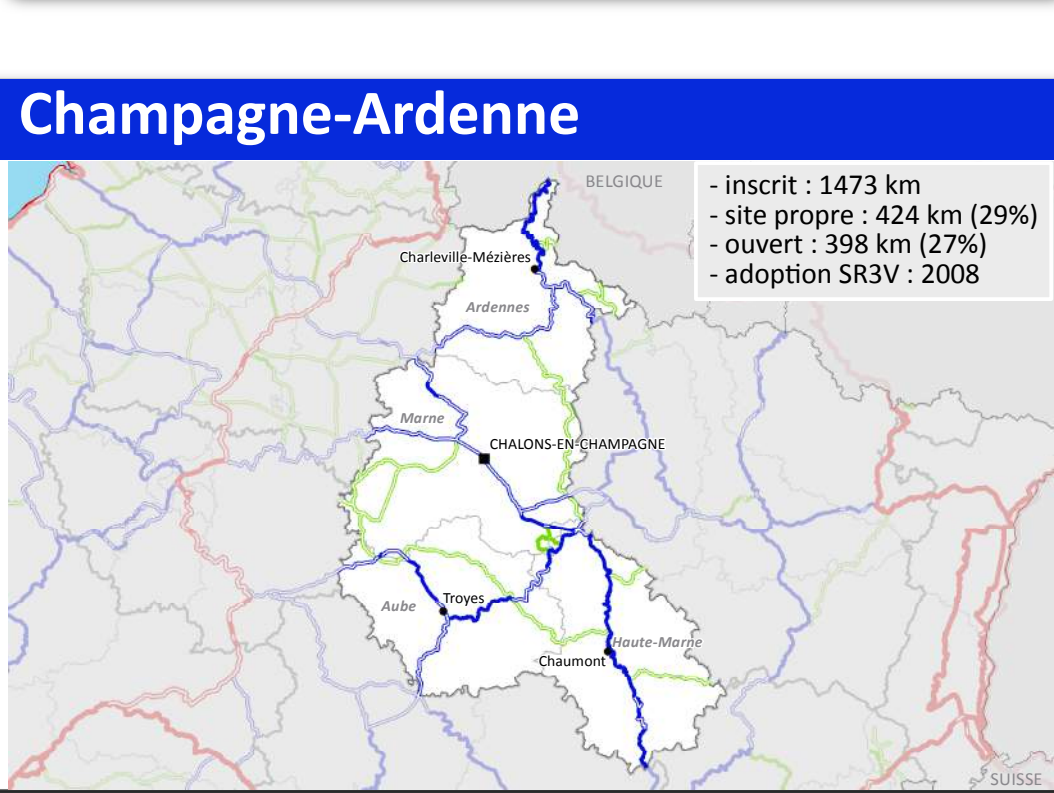 Champagne-Ardenne
BELGIQUE
- inscrit : 1473 km
- site propre : 424 km (29%)
- ouvert : 398 km (27%)
- adoption SR3V : 2008
Charleville-Mézières
Ardennes
Marne
CHALONS-EN-CHAMPAGNE
Troyes
Aube
Haute-Marne
Chaumont
SUISSE